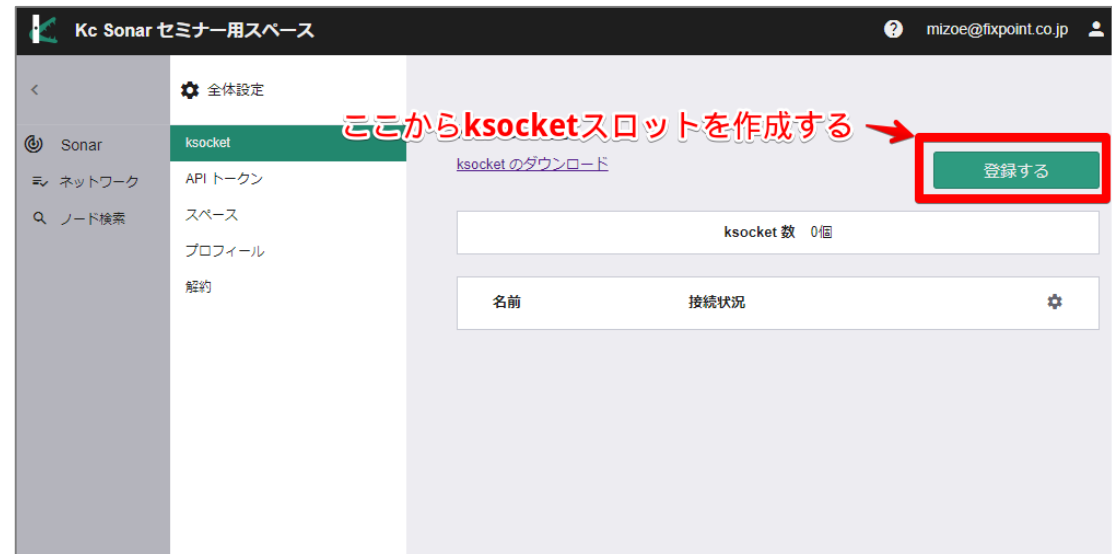 Kc Sonar セミナー用スペース
mizoe@fixpoint.co.jp
全体設定
ここからksocketスロットを作成する
Sonar
ネットワーク
ノード検索
ksocket
API トークン
スペース
プロフィール
解約
ksocket のダウンロード
登録する
ksocket 数 0個
名前 接続状況